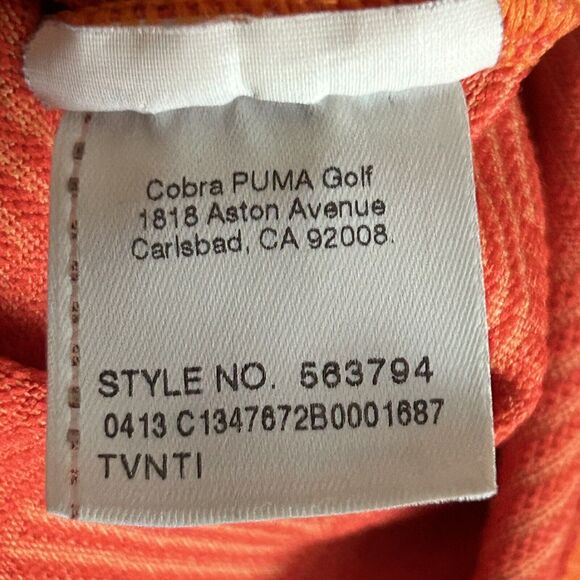 Cobra PUMA Golf
1818 Aston Avenue
Carlsbad, CA 92008.
STYLE NO. 563794
0413 C1347672B0001687
TVNTI